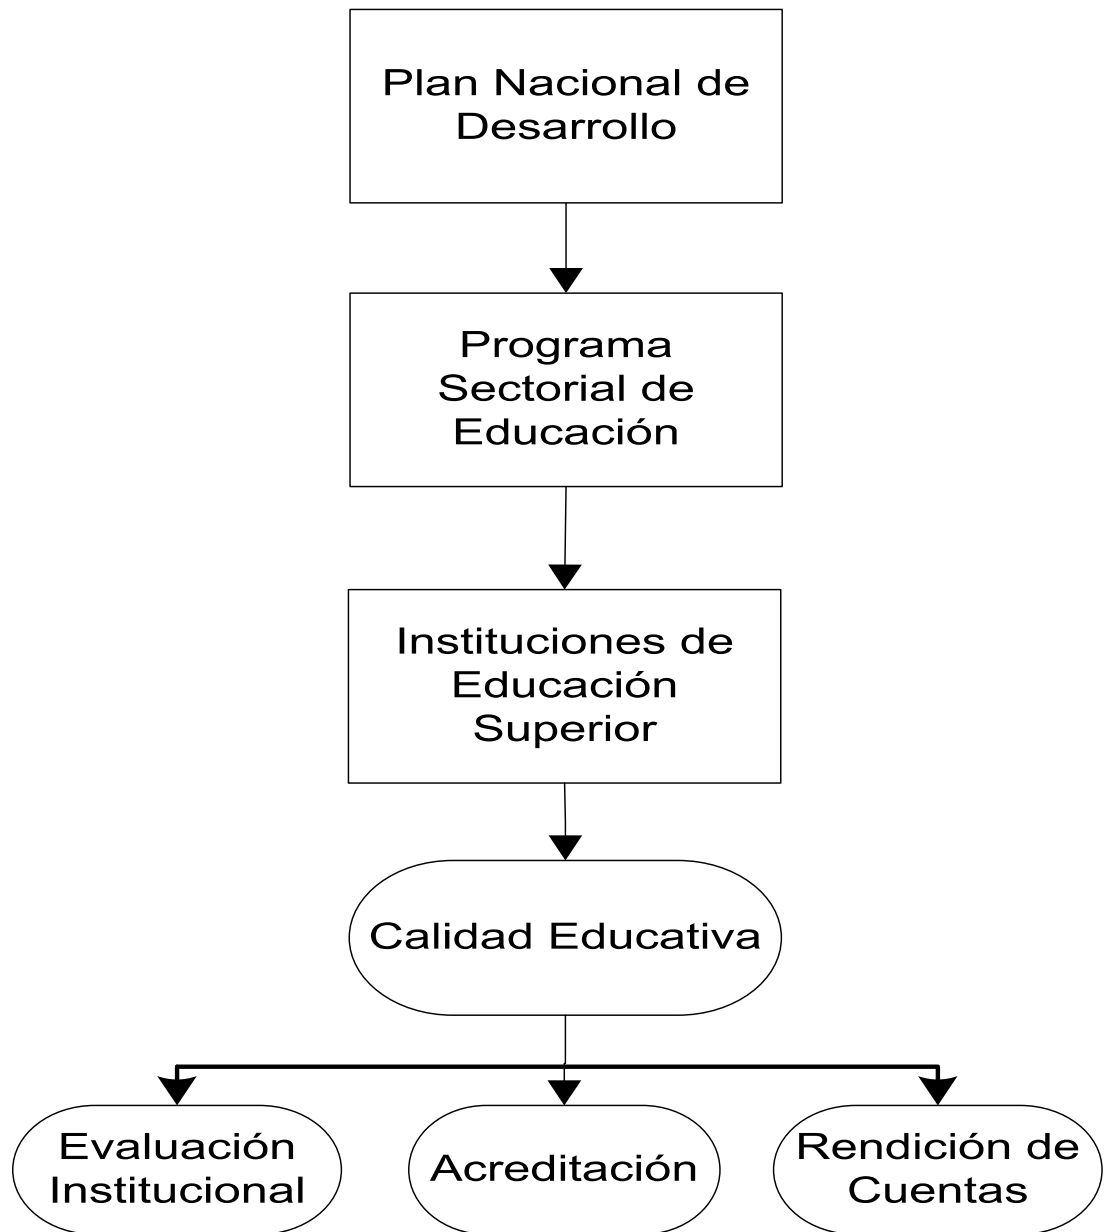 Plan Nacional de
Desarrollo
Programa
Sectorial de
Educación
Instituciones de
Educación
Superior
Calidad Educativa
Evaluación
Institucional
Acreditación
Rendición de
Cuentas